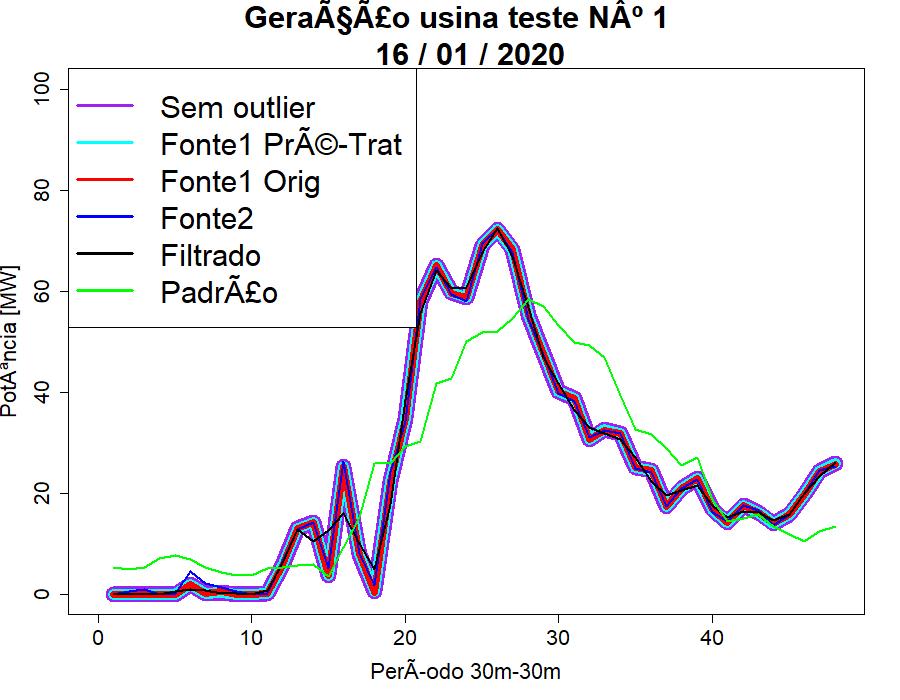 GeraÃ§Ã£o usina teste NÂº 1
16 / 01 / 2020
Sem outlier
Fonte1 PrÃ©-Trat
Fonte1 Orig
Fonte2
Filtrado
PadrÃ£o
PotÃªncia [MW]
100
80
60
40
20
0
0 10 20 30 40
PerÃ-odo 30m-30m